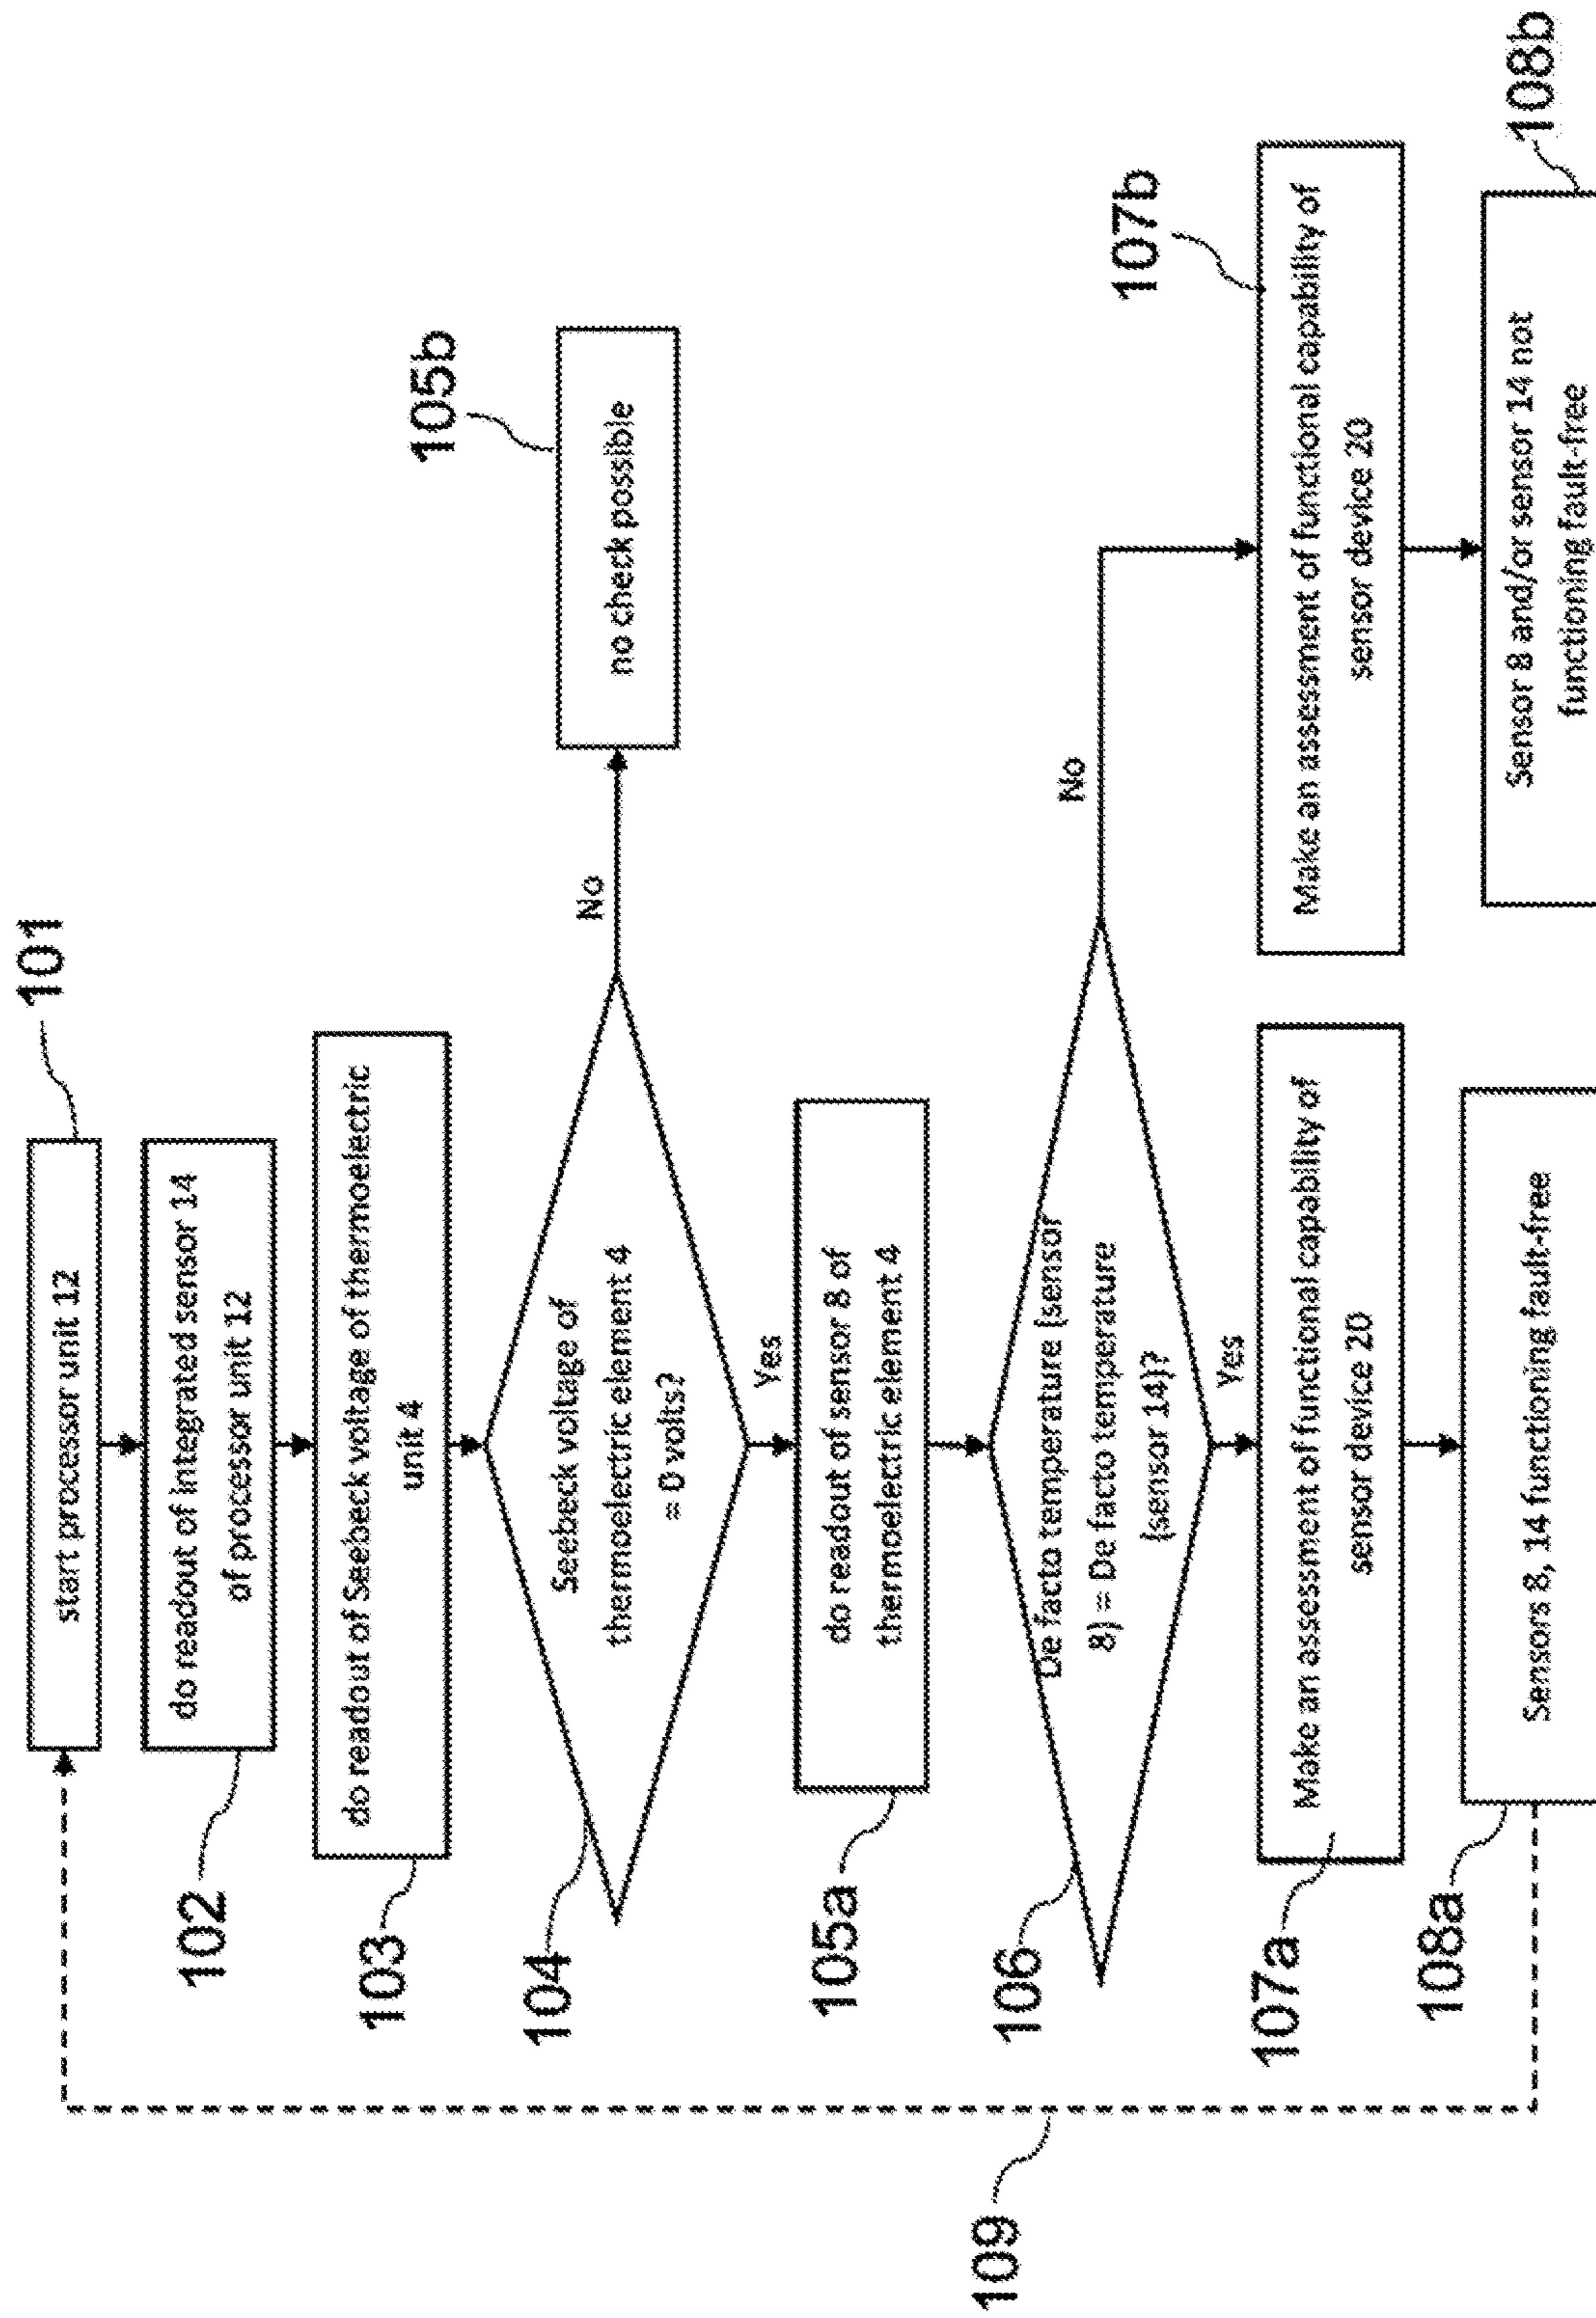 101
start processor unit 12
102
do readout of integrated sensor 14
of processor unit 12
103
do readout of Seebeck voltage of thermoelectric
unit 4
104
Seebeck voltage of
thermoelectric element 4
= 0 volts?
No
105b
no check possible
Yes
105a
do readout of sensor 8 of
thermoelectric element 4
106
De facto temperature (sensor
8) = De facto temperature
(sensor 14)?
No
Yes
107a
Make an assessment of functional capability of
sensor device 20
107b
Make an assessment of functional capability of
sensor device 20
108a
Sensors 8, 14 functioning fault-free
108b
Sensor 8 and/or sensor 14 not
functioning fault-free
109